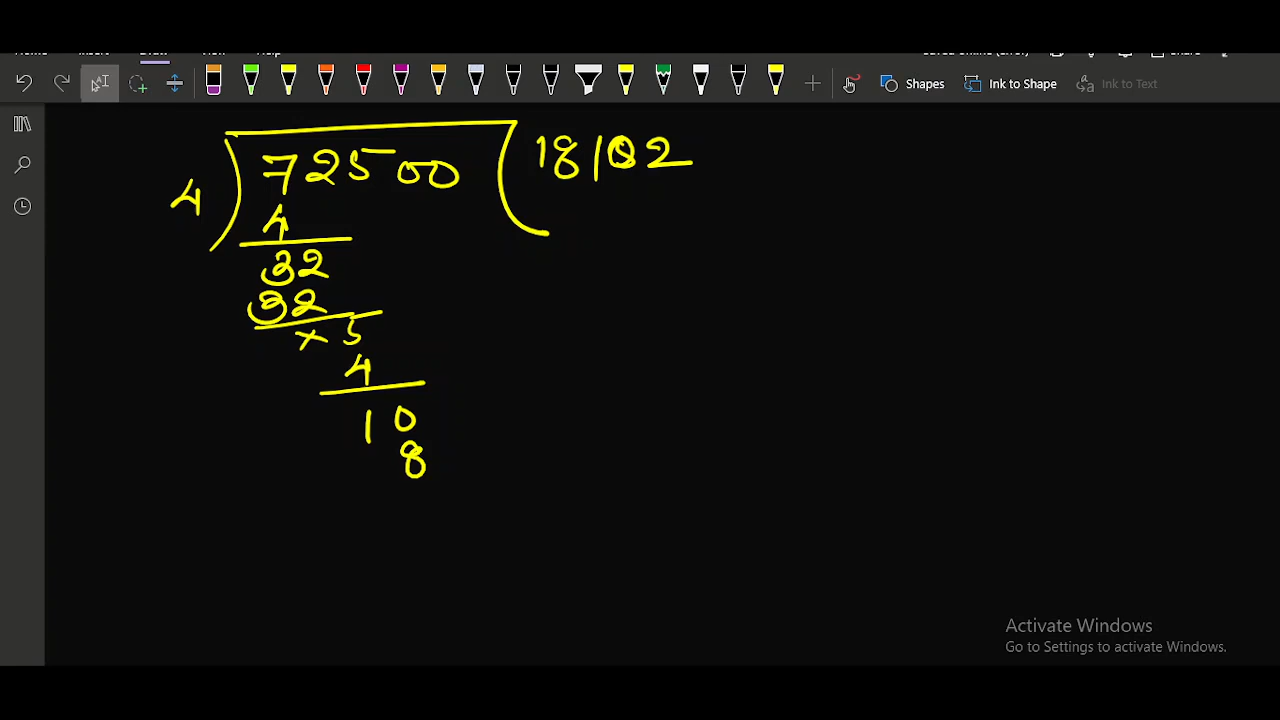 Shapes Ink to Shape Ink to Text
4 72500 18102
4
32
32
× 5
4
10
8
Activate Windows
Go to Settings to activate Windows.